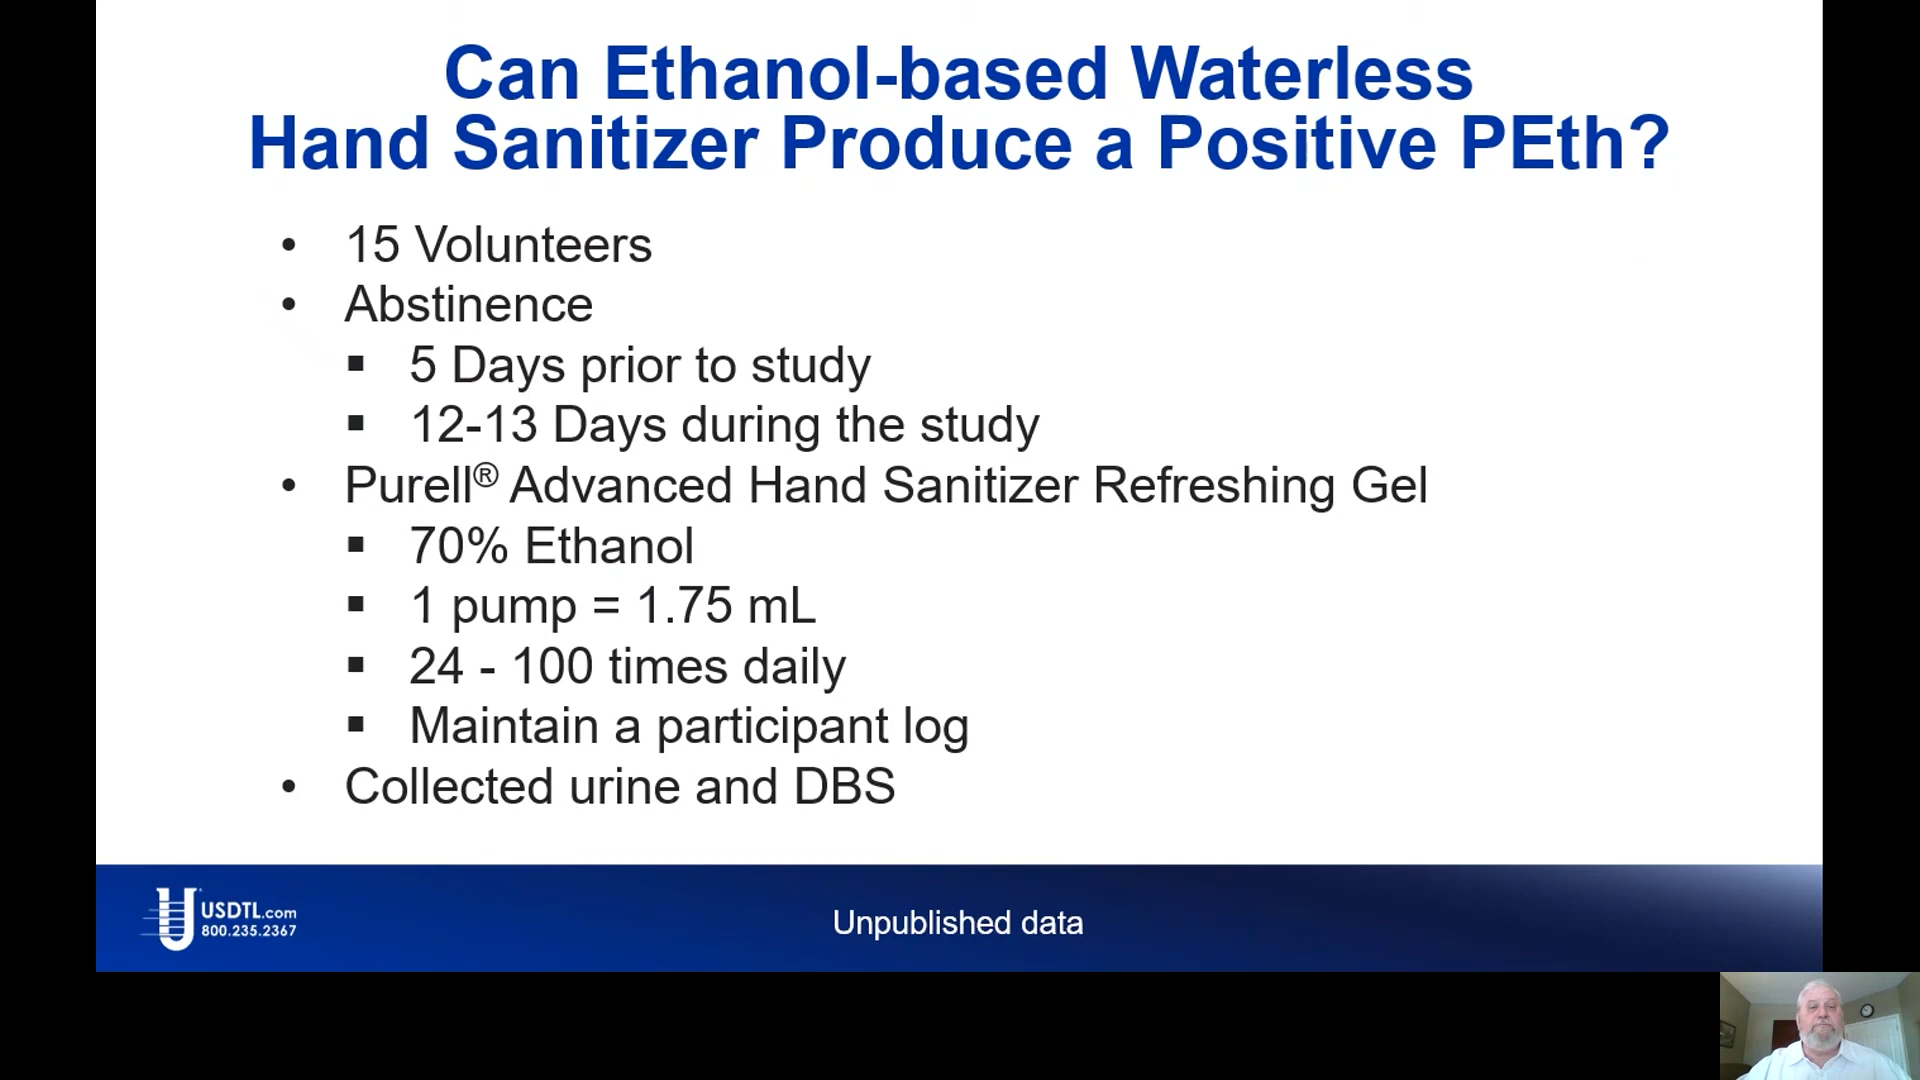 Can Ethanol-based Waterless
Hand Sanitizer Produce a Positive PEth?
• 15 Volunteers
• Abstinence
▪ 5 Days prior to study
▪ 12-13 Days during the study
• Purell® Advanced Hand Sanitizer Refreshing Gel
▪ 70% Ethanol
▪ 1 pump = 1.75 mL
▪ 24 - 100 times daily
▪ Maintain a participant log
• Collected urine and DBS
USDTL.com
800.235.2367
Unpublished data